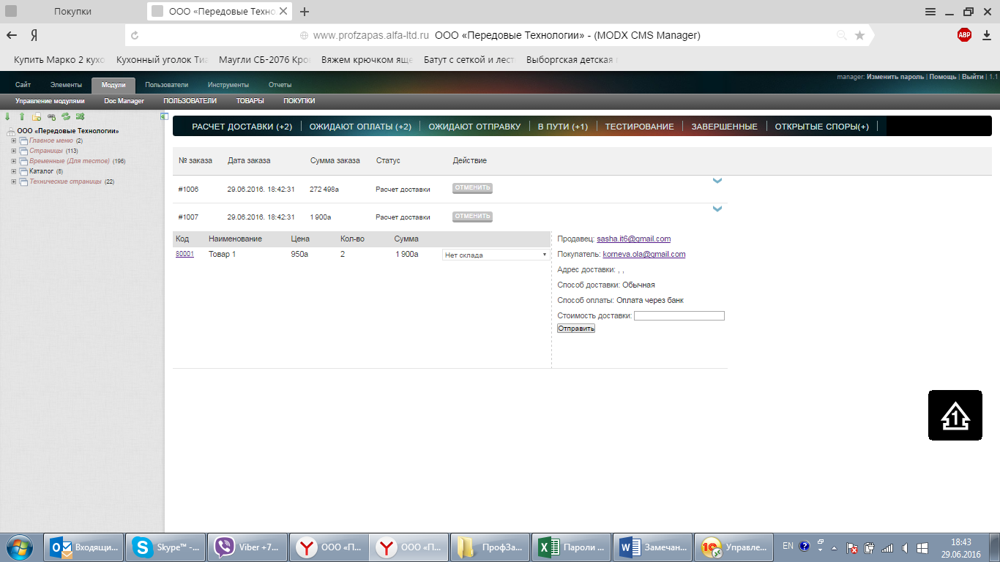 Покупки
ООО «Передовые Техно
www.profzapas.alfa-ltd.ru ООО «Передовые Технологии» - (MODX CMS Manager)
ABP
Купить Марко 2 кухо Кухонный уголок Тиа Маугли СБ-2076 Кро Вяжем крючком яще Батут с сеткой и лест Выборгская детская
manager: Изменить пароль | Помощь | Выйти | 1.1
Сайт Элементы Модули Пользователи Инструменты Отчеты
Управление модулями Doc Manager ПОЛЬЗОВАТЕЛИ ТОВАРЫ ПОКУПКИ
ООО «Передовые Технологии»
Главное меню (2)
Страницы (113)
Временные (Для тестов) (196)
Каталог (5)
Технические страницы (22)
РАСЧЕТ ДОСТАВКИ (+2) ОЖИДАЮТ ОПЛАТЫ (+2) ОЖИДАЮТ ОТПРАВКУ В ПУТИ (+1) ТЕСТИРОВАНИЕ ЗАВЕРШЕННЫЕ ОТКРЫТЫЕ СПОРЫ(+)
№ заказа Дата заказа Сумма заказа Статус Действие
#1006 29.06.2016. 18:42:31 272 498a Расчет доставки ОТМЕНИТЬ
#1007 29.06.2016. 18:42:31 1 900a Расчет доставки ОТМЕНИТЬ
Код Наименование Цена Кол-во Сумма
80001 Товар 1 950a 2 1 900a Нет склада
Продавец: sasha.it6@gmail.com
Покупатель: korneva.ola@gmail.com
Адрес доставки: , ,
Способ доставки: Обычная
Способ оплаты: Оплата через банк
Стоимость доставки:
Отправить
1
Входящи... Skype™ -... Viber +7... ООО «П... ООО «П... ПрофЗа... Пароли ... Замечан... Управле... EN 18:43
29.06.2016